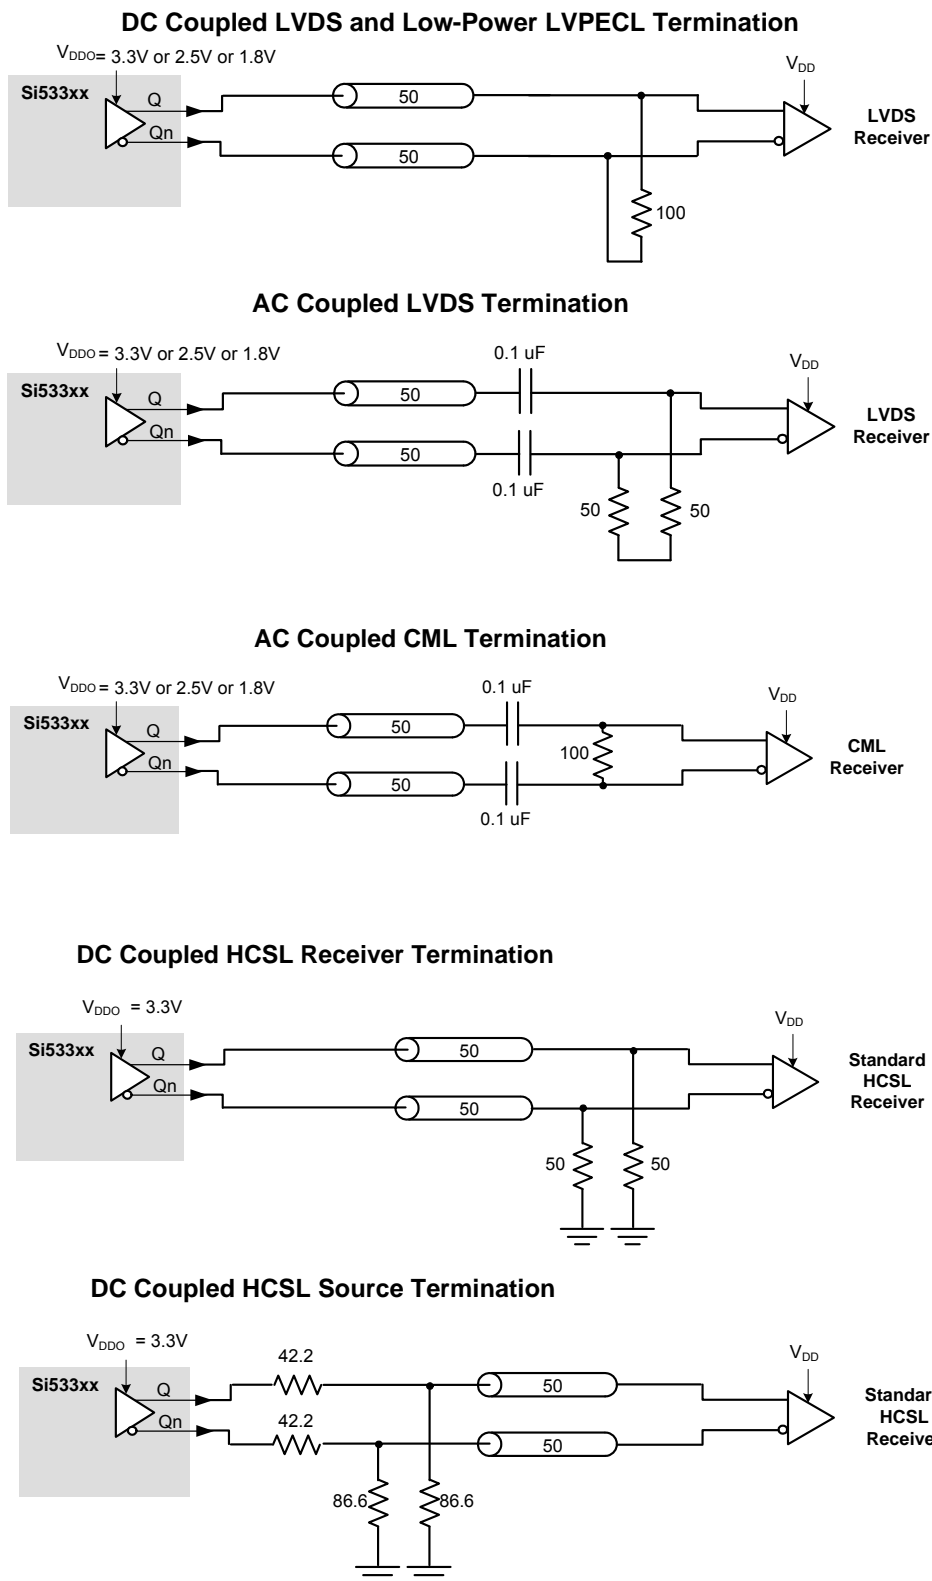 DC Coupled LVDS and Low-Power LVPECL Termination
VDDO= 3.3V or 2.5V or 1.8V
VDD
Si533xx
Q
50
LVDS
Receiver
Qn
50
100
AC Coupled LVDS Termination
VDDO = 3.3V or 2.5V or 1.8V
0.1 uF
VDD
Si533xx
Q
50
LVDS
Receiver
Qn
50
0.1 uF
50
50
AC Coupled CML Termination
VDDO = 3.3V or 2.5V or 1.8V
0.1 uF
VDD
Si533xx
Q
50
100
CML
Receiver
Qn
50
0.1 uF
DC Coupled HCSL Receiver Termination
VDDO = 3.3V
VDD
Si533xx
Q
50
Standard
HCSL
Receiver
Qn
50
50
50
DC Coupled HCSL Source Termination
VDDO = 3.3V
42.2
VDD
Si533xx
Q
50
Standar
HCSL
Receive
42.2
Qn
50
86.6
86.6